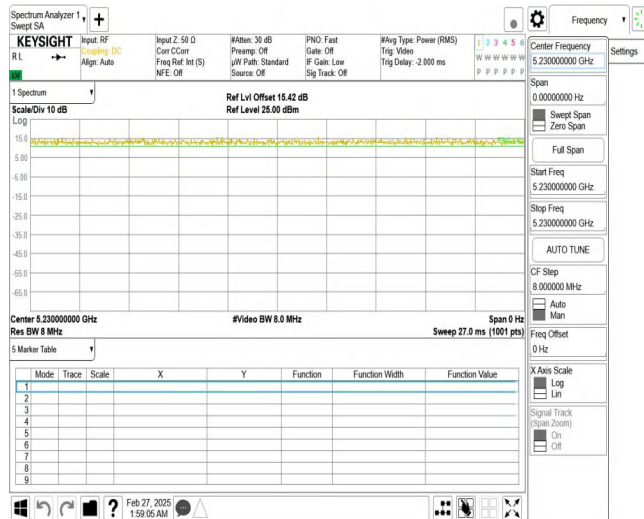 Spectrum Analyzer 1
Swept SA
Frequency
KEYSIGHT
RL
Input: RF
Coupling: DC
Align: Auto
Input Z: 50 Ω
Corr CCorr
Freq Ref: Int (S)
NFE: Off
#Atten: 30 dB
Preamp: Off
µW Path: Standard
Source: Off
PNO: Fast
Gate: Off
IF Gain: Low
Sig Track: Off
#Avg Type: Power (RMS)
Trig: Video
Trig Delay: -2.000 ms
1 2 3 4 5 6
W W W W W W
P P P P P P
1 Spectrum
Scale/Div 10 dB
Ref Lvl Offset 15.42 dB
Ref Level 25.00 dBm
Log
15.0
5.00
-5.00
-15.0
-25.0
-35.0
-45.0
-55.0
-65.0
Center 5.230000000 GHz
#Video BW 8.0 MHz
Span 0 Hz
Res BW 8 MHz
Sweep 27.0 ms (1001 pts)
5 Marker Table
Mode Trace Scale X Y Function Function Width Function Value
1
2
3
4
5
6
7
8
9
Feb 27, 2025
1:59:05 AM
Center Frequency
5.230000000 GHz
Settings
Span
0.00000000 Hz
Swept Span
Zero Span
Full Span
Start Freq
5.230000000 GHz
Stop Freq
5.230000000 GHz
AUTO TUNE
CF Step
8.000000 MHz
Auto
Man
Freq Offset
0 Hz
X Axis Scale
Log
Lin
Signal Track
(Span Zoom)
On
Off